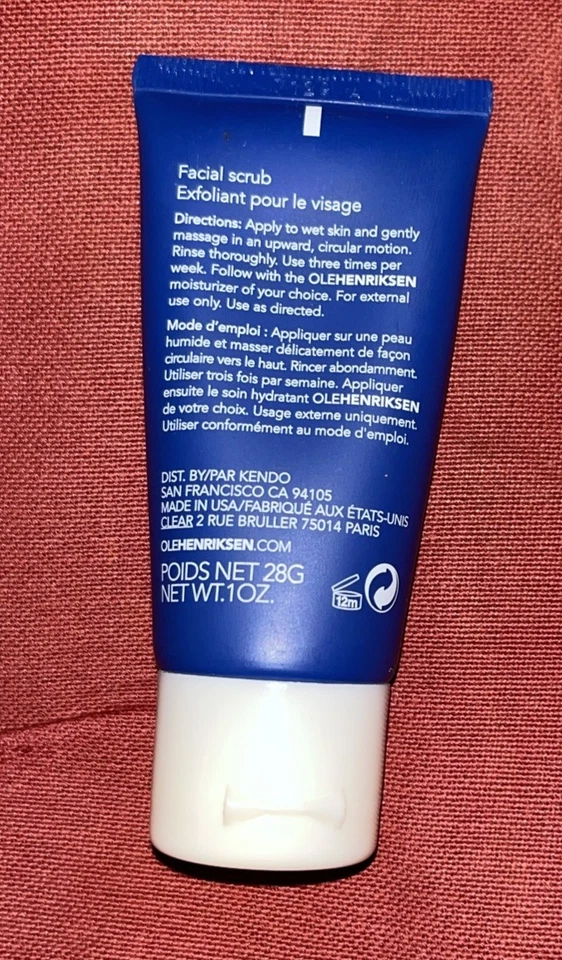 Facial scrub
Exfoliant pour le visage
Directions: Apply to wet skin and gently
massage in an upward, circular motion.
Rinse thoroughly. Use three times per
week. Follow with the OLEHENRIKSEN
moisturizer of your choice. For external
use only. Use as directed.
Mode d'emploi : Appliquer sur une peau
humide et masser délicatement de façon
circulaire vers le haut. Rincer abondamment.
Utiliser trois fois par semaine. Appliquer
ensuite le soin hydratant OLEHENRIKSEN
de votre choix. Usage externe uniquement.
Utiliser conformément au mode d'emploi.
DIST. BY/PAR KENDO
SAN FRANCISCO CA 94105
MADE IN USA/FABRIQUÉ AUX ÉTATS-UNIS
CLEAR 2 RUE BRULLER 75014 PARIS
OLEHENRIKSEN.COM
POIDS NET 28G
NET WT.1OZ.
12m